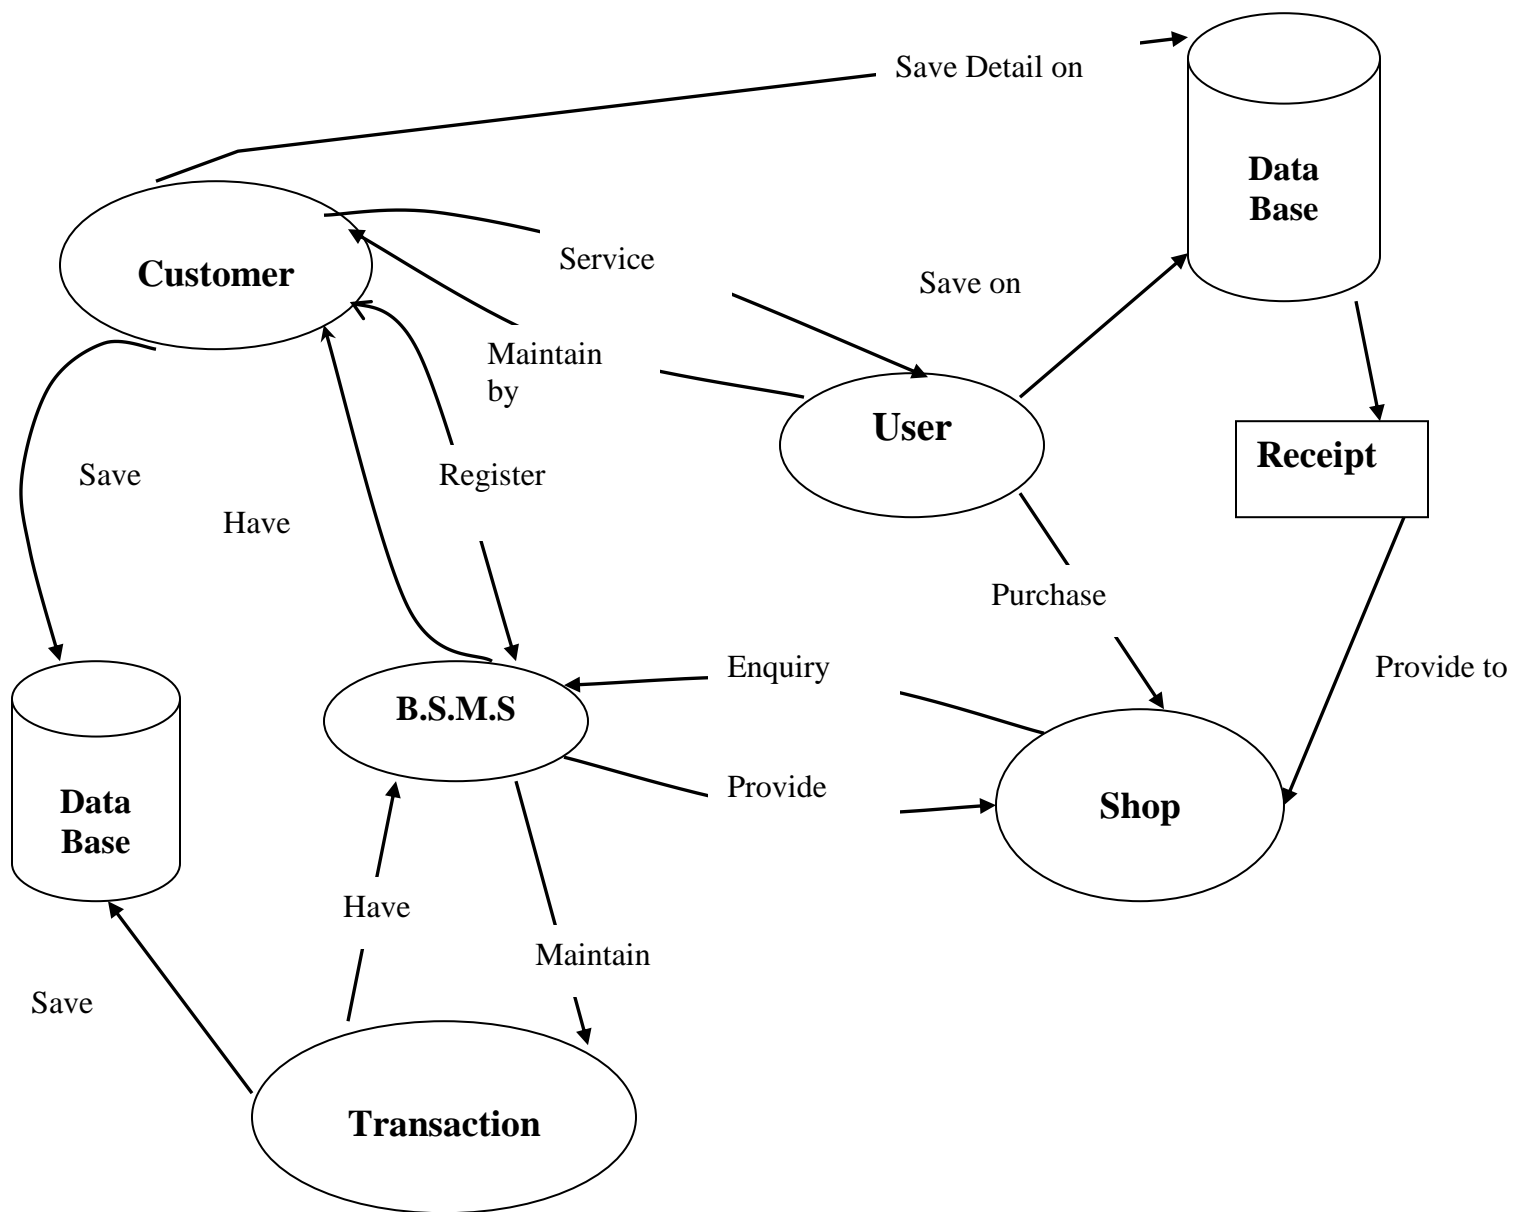 Save Detail on
Data
Base
Customer
Service
Save on
Maintain
by
User
Receipt
Save
Register
Have
Purchase
Enquiry
Provide to
B.S.M.S
Provide
Data
Base
Shop
Have
Maintain
Save
Transaction